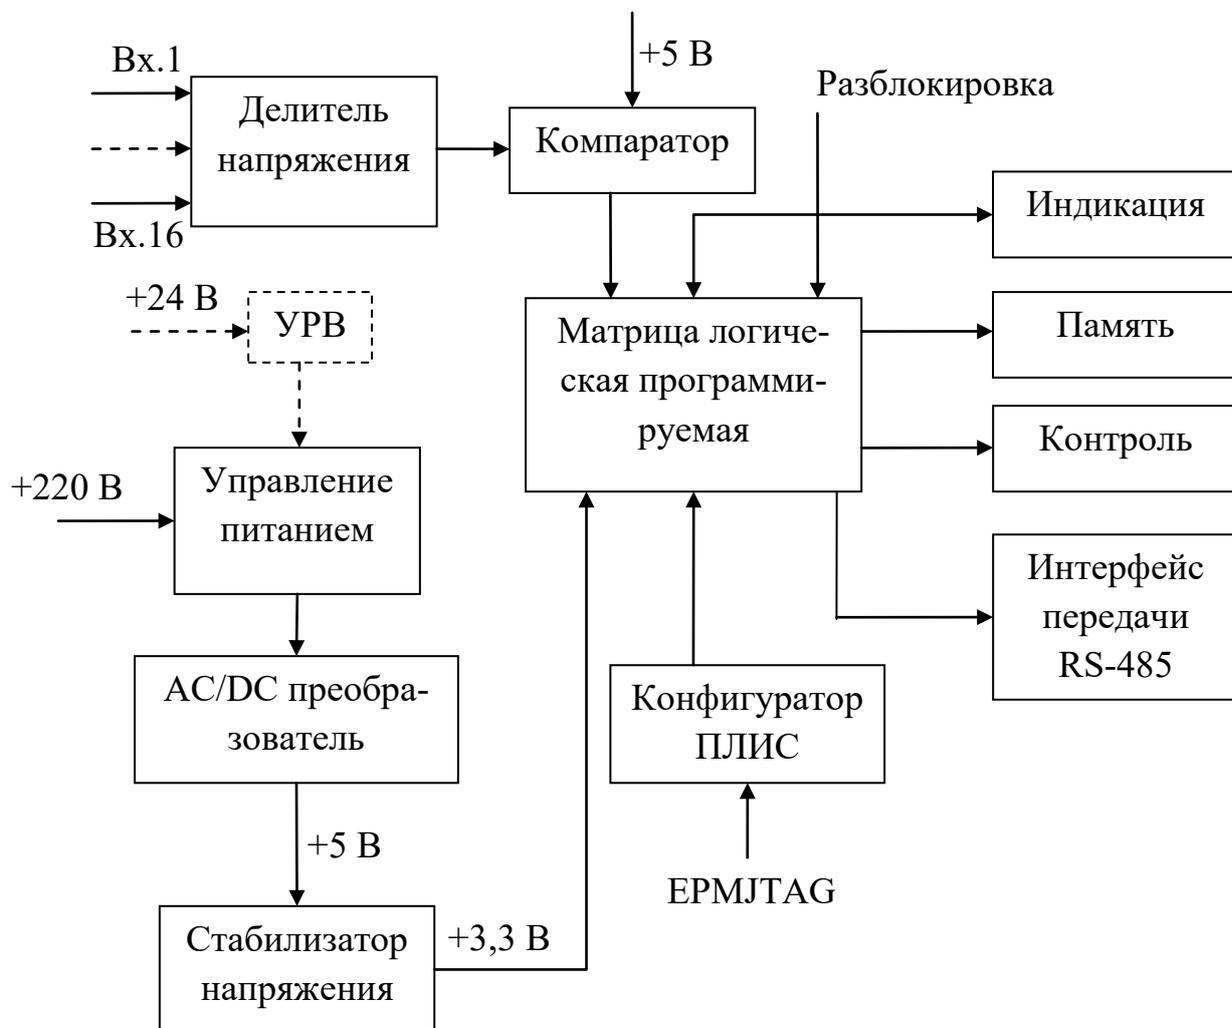 +5 В
Вх.1
Разблокировка
Делитель
напряжения
Компаратор
Вх.16
Индикация
+24 В
УРВ
Матрица логиче-
ская программи-
руемая
Память
Контроль
+220 В
Управление
питанием
Интерфейс
передачи
RS-485
AC/DC преобра-
зователь
Конфигуратор
ПЛИС
+5 В
EPMJTAG
Стабилизатор
напряжения
+3,3 В